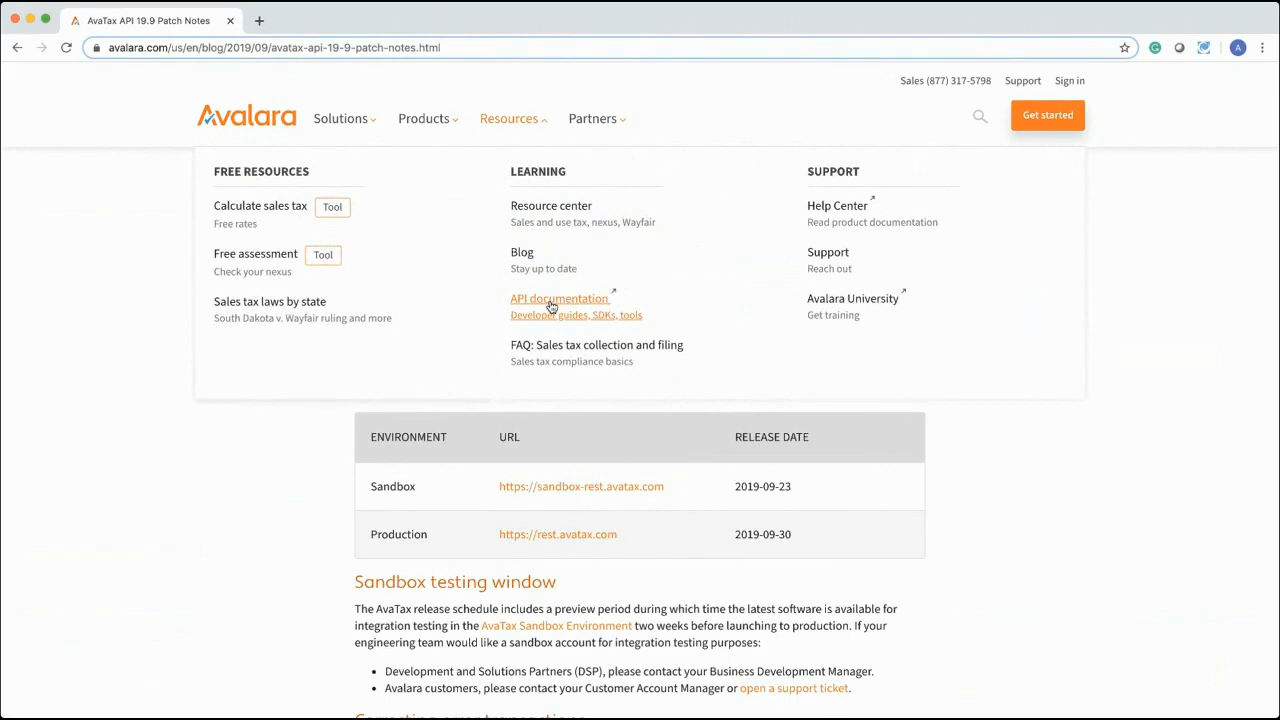 AvaTax API 19.9 Patch Notes
avalara.com/us/en/blog/2019/09/avatax-api-19-9-patch-notes.html
A
Sales (877) 317-5798 Support Sign in
Avalara Solutions Products Resources Partners Get started
FREE RESOURCES
Calculate sales tax Tool
Free rates
Free assessment Tool
Check your nexus
Sales tax laws by state
South Dakota v. Wayfair ruling and more
LEARNING
Resource center
Sales and use tax, nexus, Wayfair
Blog
Stay up to date
API documentation
Developer guides, SDKs, tools
FAQ: Sales tax collection and filing
Sales tax compliance basics
SUPPORT
Help Center
Read product documentation
Support
Reach out
Avalara University
Get training
ENVIRONMENT URL RELEASE DATE
Sandbox https://sandbox-rest.avatax.com 2019-09-23
Production https://rest.avatax.com 2019-09-30
Sandbox testing window
The AvaTax release schedule includes a preview period during which time the latest software is available for
integration testing in the AvaTax Sandbox Environment two weeks before launching to production. If your
engineering team would like a sandbox account for integration testing purposes:
• Development and Solutions Partners (DSP), please contact your Business Development Manager.
• Avalara customers, please contact your Customer Account Manager or open a support ticket.